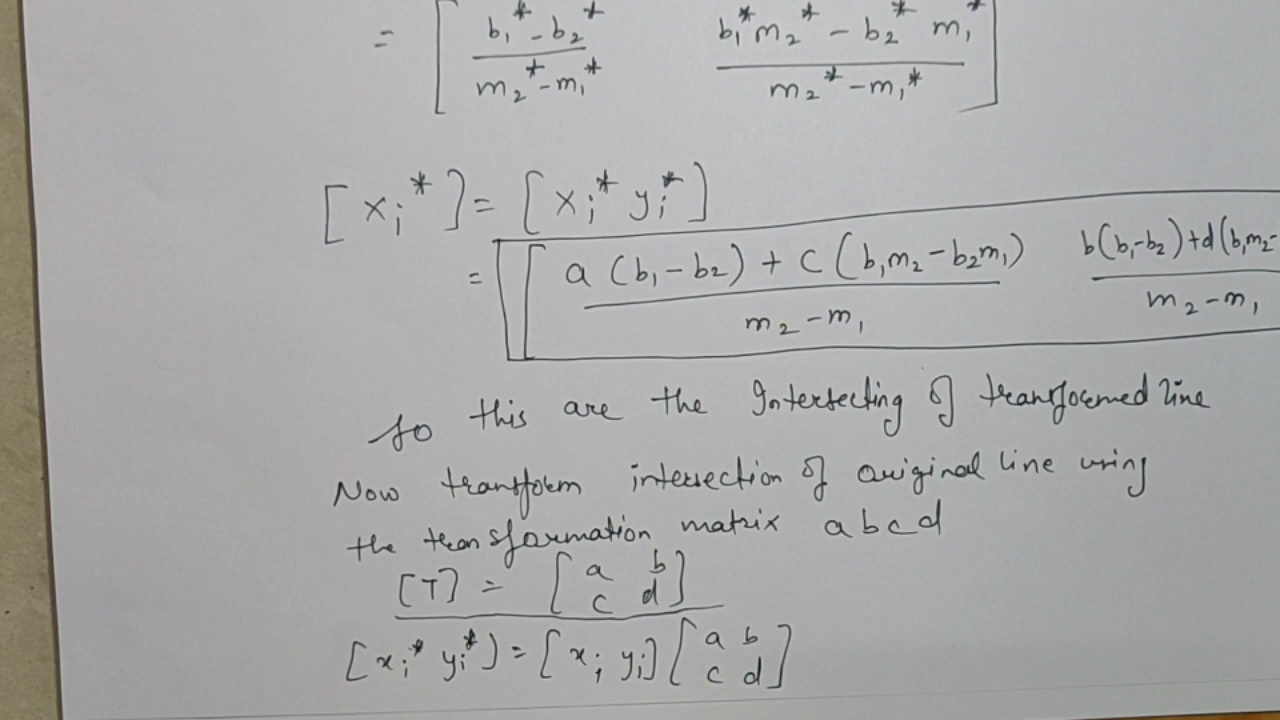 = [ (b₁* - b₂*)/(m₂* - m₁*) (b₁*m₂* - b₂* m₁*)/(m₂* - m₁*) ]
[xᵢ*] = [xᵢ* yᵢ*]
= [ (a (b₁ - b₂) + c (b₁m₂ - b₂m₁))/(m₂ - m₁) (b(b₁-b₂)+d(b₁m₂-)/(m₂ - m₁)
so this are the Intersecting of transformed line
Now transform intersection of original line using
the transformation matrix a b c d
[T] = [a b
c d]
[xᵢ* yᵢ*] = [xᵢ yᵢ] [a b
c d]